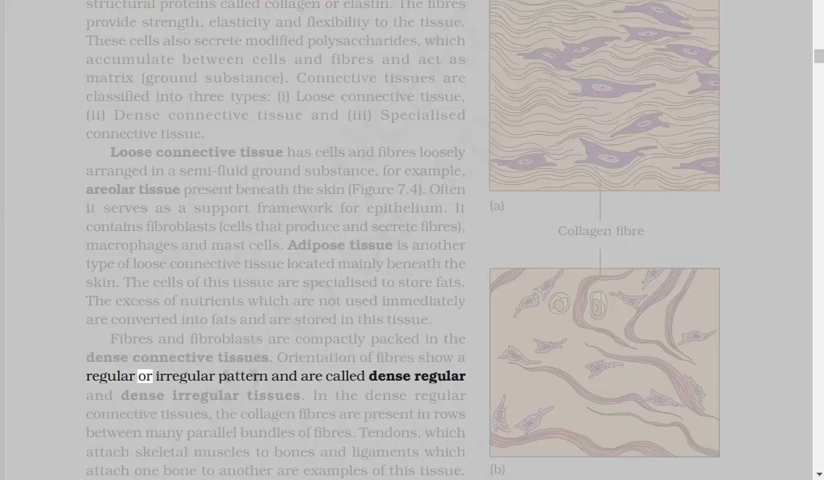 structural proteins called collagen or elastin. The fibres
provide strength, elasticity and flexibility to the tissue.
These cells also secrete modified polysaccharides, which
accumulate between cells and fibres and act as
matrix (ground substance). Connective tissues are
classified into three types: (i) Loose connective tissue,
(ii) Dense connective tissue and (iii) Specialised
connective tissue.
Loose connective tissue has cells and fibres loosely
arranged in a semi-fluid ground substance, for example,
areolar tissue present beneath the skin (Figure 7.4). Often
it serves as a support framework for epithelium. It
contains fibroblasts (cells that produce and secrete fibres),
macrophages and mast cells. Adipose tissue is another
type of loose connective tissue located mainly beneath the
skin. The cells of this tissue are specialised to store fats.
The excess of nutrients which are not used immediately
are converted into fats and are stored in this tissue.
Fibres and fibroblasts are compactly packed in the
dense connective tissues. Orientation of fibres show a
regular or irregular pattern and are called dense regular
and dense irregular tissues. In the dense regular
connective tissues, the collagen fibres are present in rows
between many parallel bundles of fibres. Tendons, which
attach skeletal muscles to bones and ligaments which
attach one bone to another are examples of this tissue.
(a)
Collagen fibre
(b)